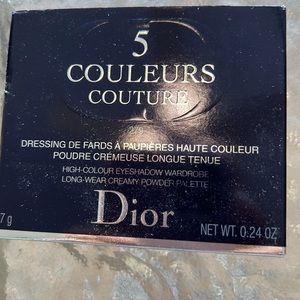 5
COULEURS
COUTURE
DRESSING DE FARDS À PAUPIÈRES HAUTE COULEUR
POUDRE CRÉMEUSE LONGUE TENUE
HIGH-COLOUR EYESHADOW WARDROBE
LONG-WEAR CREAMY POWDER PALETTE
Dior
7 g
NET WT. 0.24 OZ